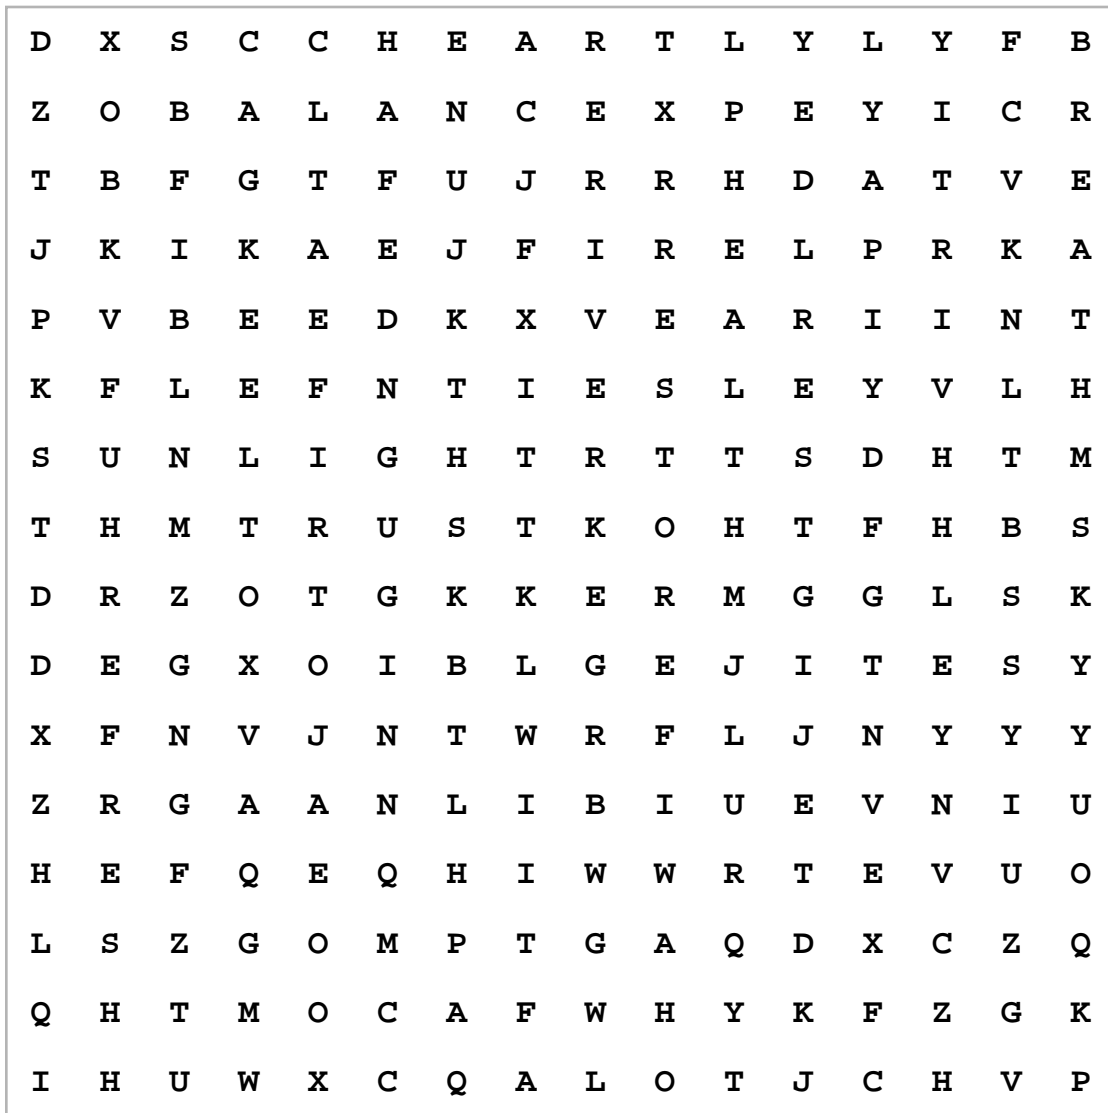 D X S C C H E A R T L Y L Y F B
Z O B A L A N C E X P E Y I C R
T B F G T F U J R R H D A T V E
J K I K A E J F I R E L P R K A
P V B E E D K X V E A R I I N T
K F L E F N T I E S L E Y V L H
S U N L I G H T R T T S D H T M
T H M T R U S T K O H T F H B S
D R Z O T G K K E R M G G L S K
D E G X O I B L G E J I T E S Y
X F N V J N T W R F L J N Y Y Y
Z R G A A N L I B I U E V N I U
H E F Q E Q H I W W R T E V U O
L S Z G O M P T G A Q D X C Z Q
Q H T M O C A F W H Y K F Z G K
I H U W X C Q A L O T J C H V P